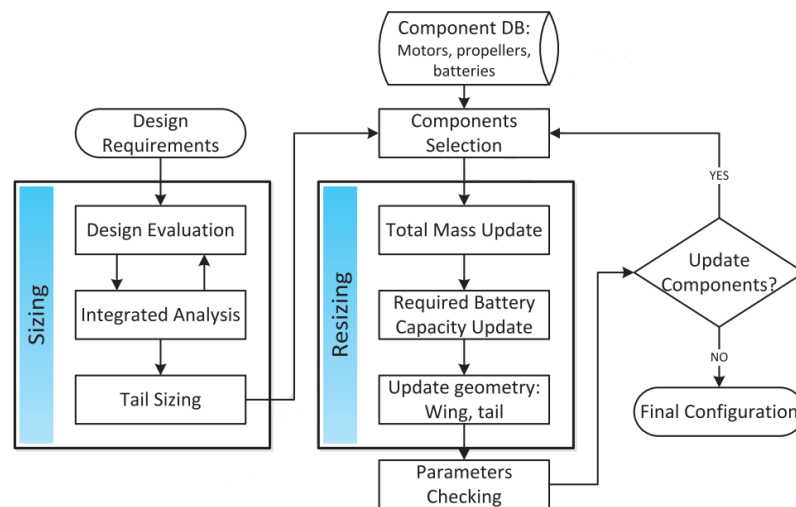 Component DB:
Motors, propellers,
batteries
Design
Requirements
Components
Selection
YES
Sizing
Design Evaluation
Integrated Analysis
Tail Sizing
Resizing
Total Mass Update
Required Battery
Capacity Update
Update geometry:
Wing, tail
Parameters
Checking
Update
Components?
NO
Final Configuration